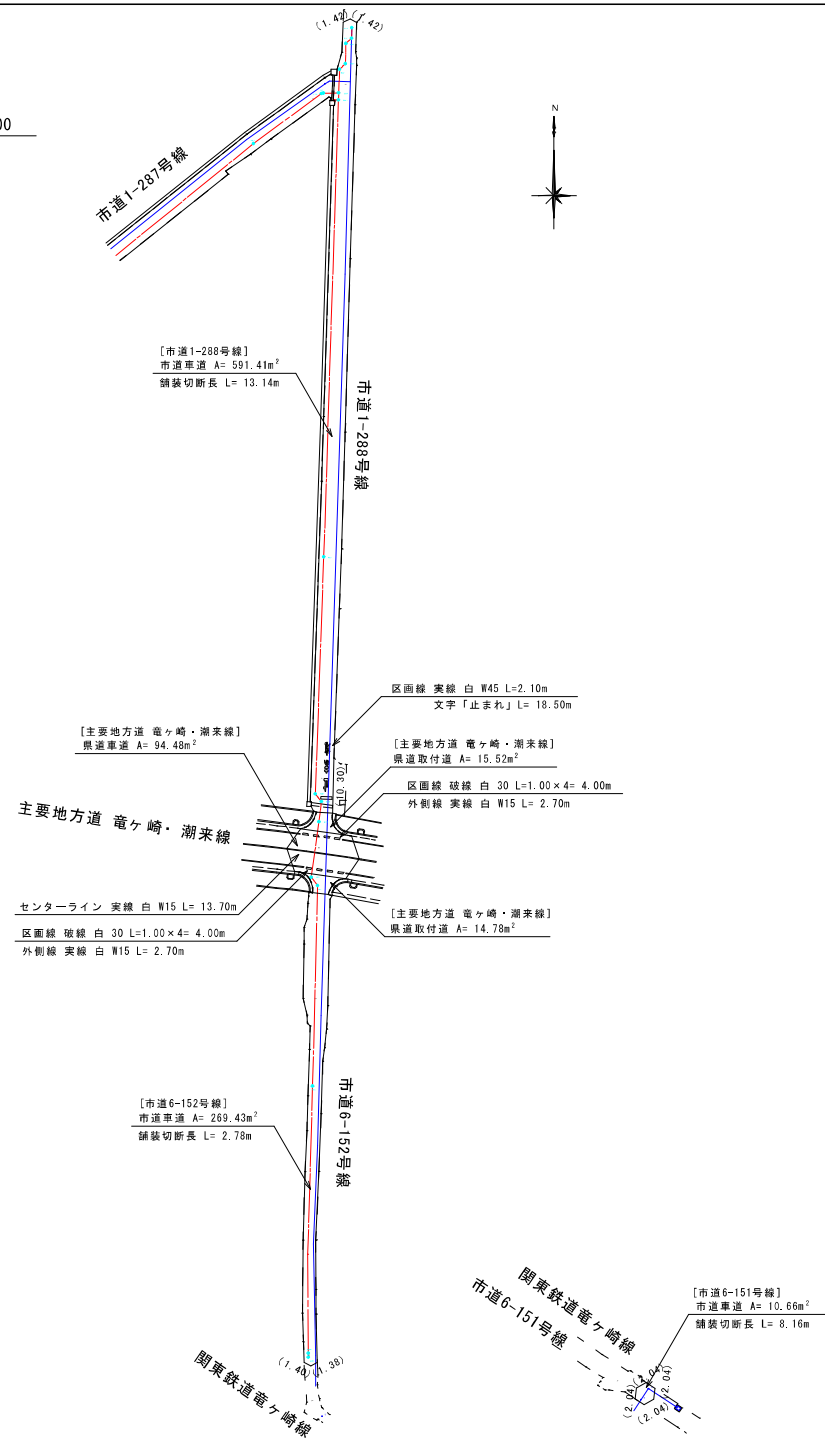 (1.42)
(1.42)
00
N
市道1-287号線
[市道1-288号線]
市道車道 A= 591.41m²
舗装切断長 L= 13.14m
市道1-288号線
区画線 実線 白 W45 L=2.10m
文字「止まれ」L= 18.50m
[主要地方道 竜ヶ崎・潮来線]
県道車道 A= 94.48m²
[主要地方道 竜ヶ崎・潮来線]
県道取付道 A= 15.52m²
(10.30)
区画線 破線 白 30 L=1.00×4= 4.00m
外側線 実線 白 W15 L= 2.70m
主要地方道 竜ヶ崎・潮来線
センターライン 実線 白 W15 L= 13.70m
区画線 破線 白 30 L=1.00×4= 4.00m
外側線 実線 白 W15 L= 2.70m
[主要地方道 竜ヶ崎・潮来線]
県道取付道 A= 14.78m²
市道6-152号線
[市道6-152号線]
市道車道 A= 269.43m²
舗装切断長 L= 2.78m
(1.40)
(1.38)
関東鉄道竜ヶ崎線
関東鉄道竜ヶ崎線
市道6-151号線
[市道6-151号線]
市道車道 A= 10.66m²
舗装切断長 L= 8.16m
(2.04)
(2.04)
(2.04)
(2.04)